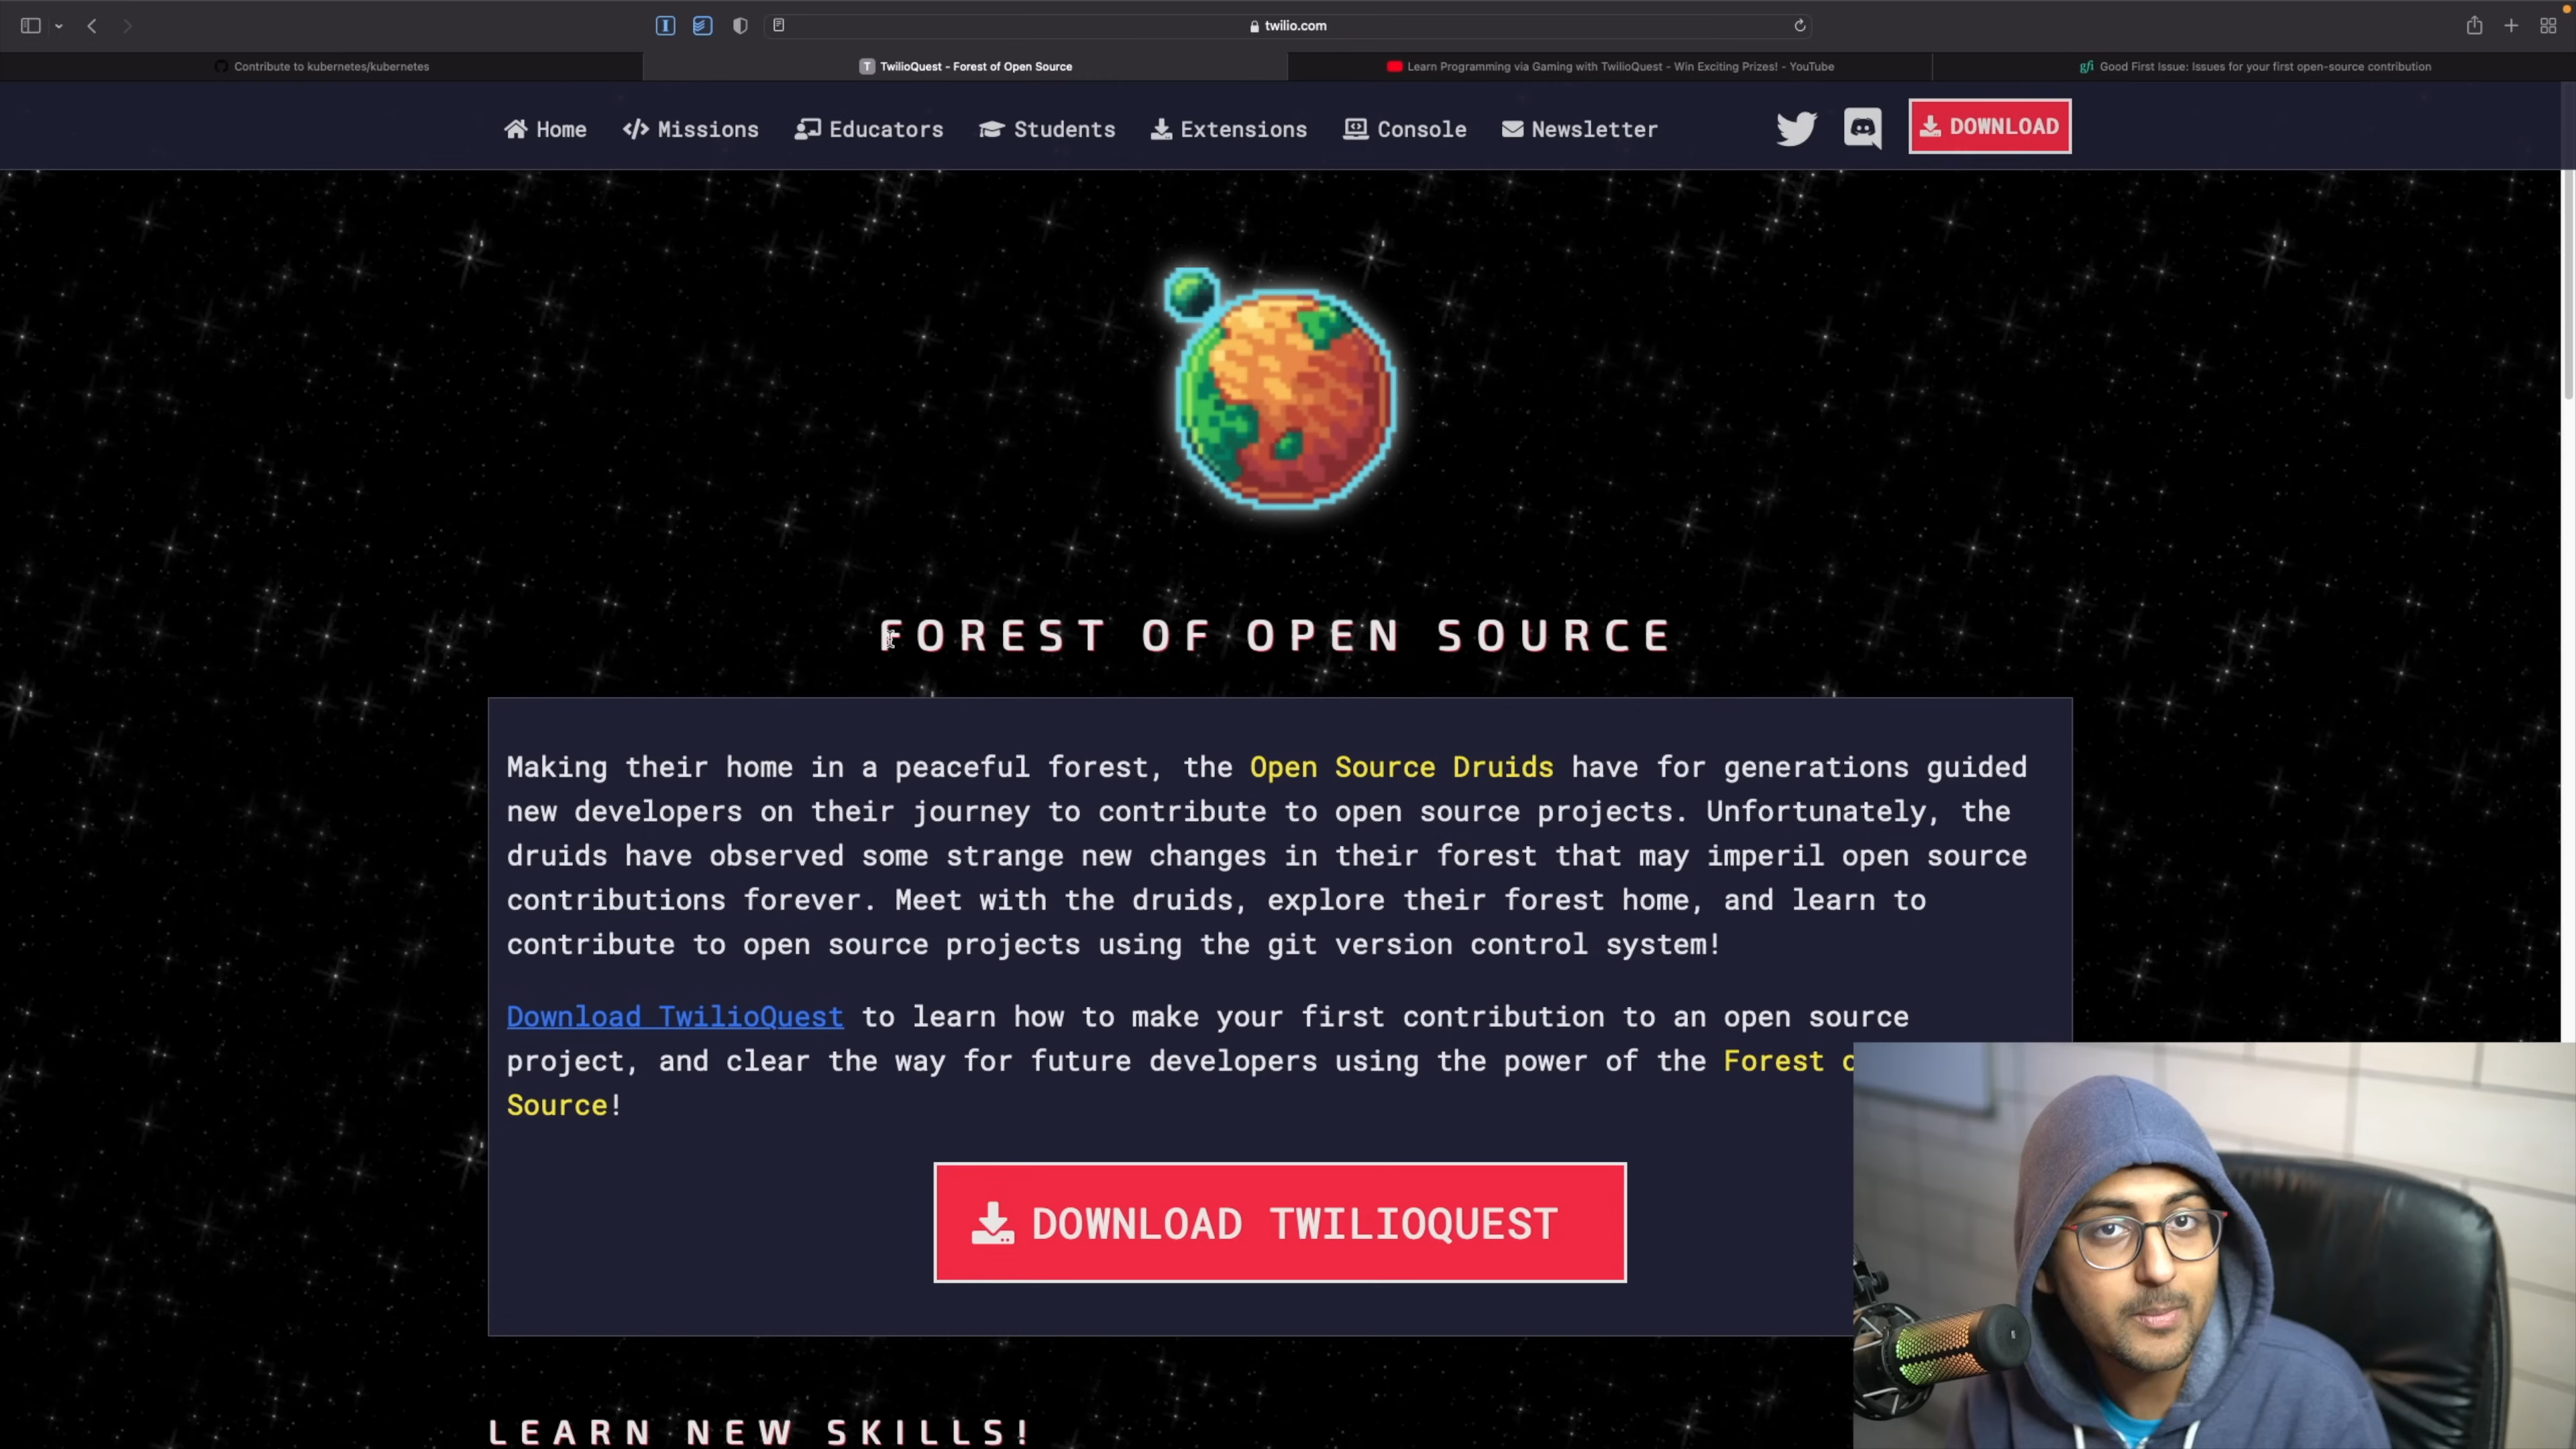 twilio.com
Contribute to kubernetes/kubernetes
T TwilioQuest - Forest of Open Source
Learn Programming via Gaming with TwilioQuest - Win Exciting Prizes! - YouTube
gfi Good First Issue: Issues for your first open-source contribution
Home </> Missions Educators Students Extensions Console Newsletter DOWNLOAD
FOREST OF OPEN SOURCE
Making their home in a peaceful forest, the Open Source Druids have for generations guided
new developers on their journey to contribute to open source projects. Unfortunately, the
druids have observed some strange new changes in their forest that may imperil open source
contributions forever. Meet with the druids, explore their forest home, and learn to
contribute to open source projects using the git version control system!
Download TwilioQuest to learn how to make your first contribution to an open source
project, and clear the way for future developers using the power of the Forest
Source!
DOWNLOAD TWILIOQUEST
LEARN NEW SKILLS!